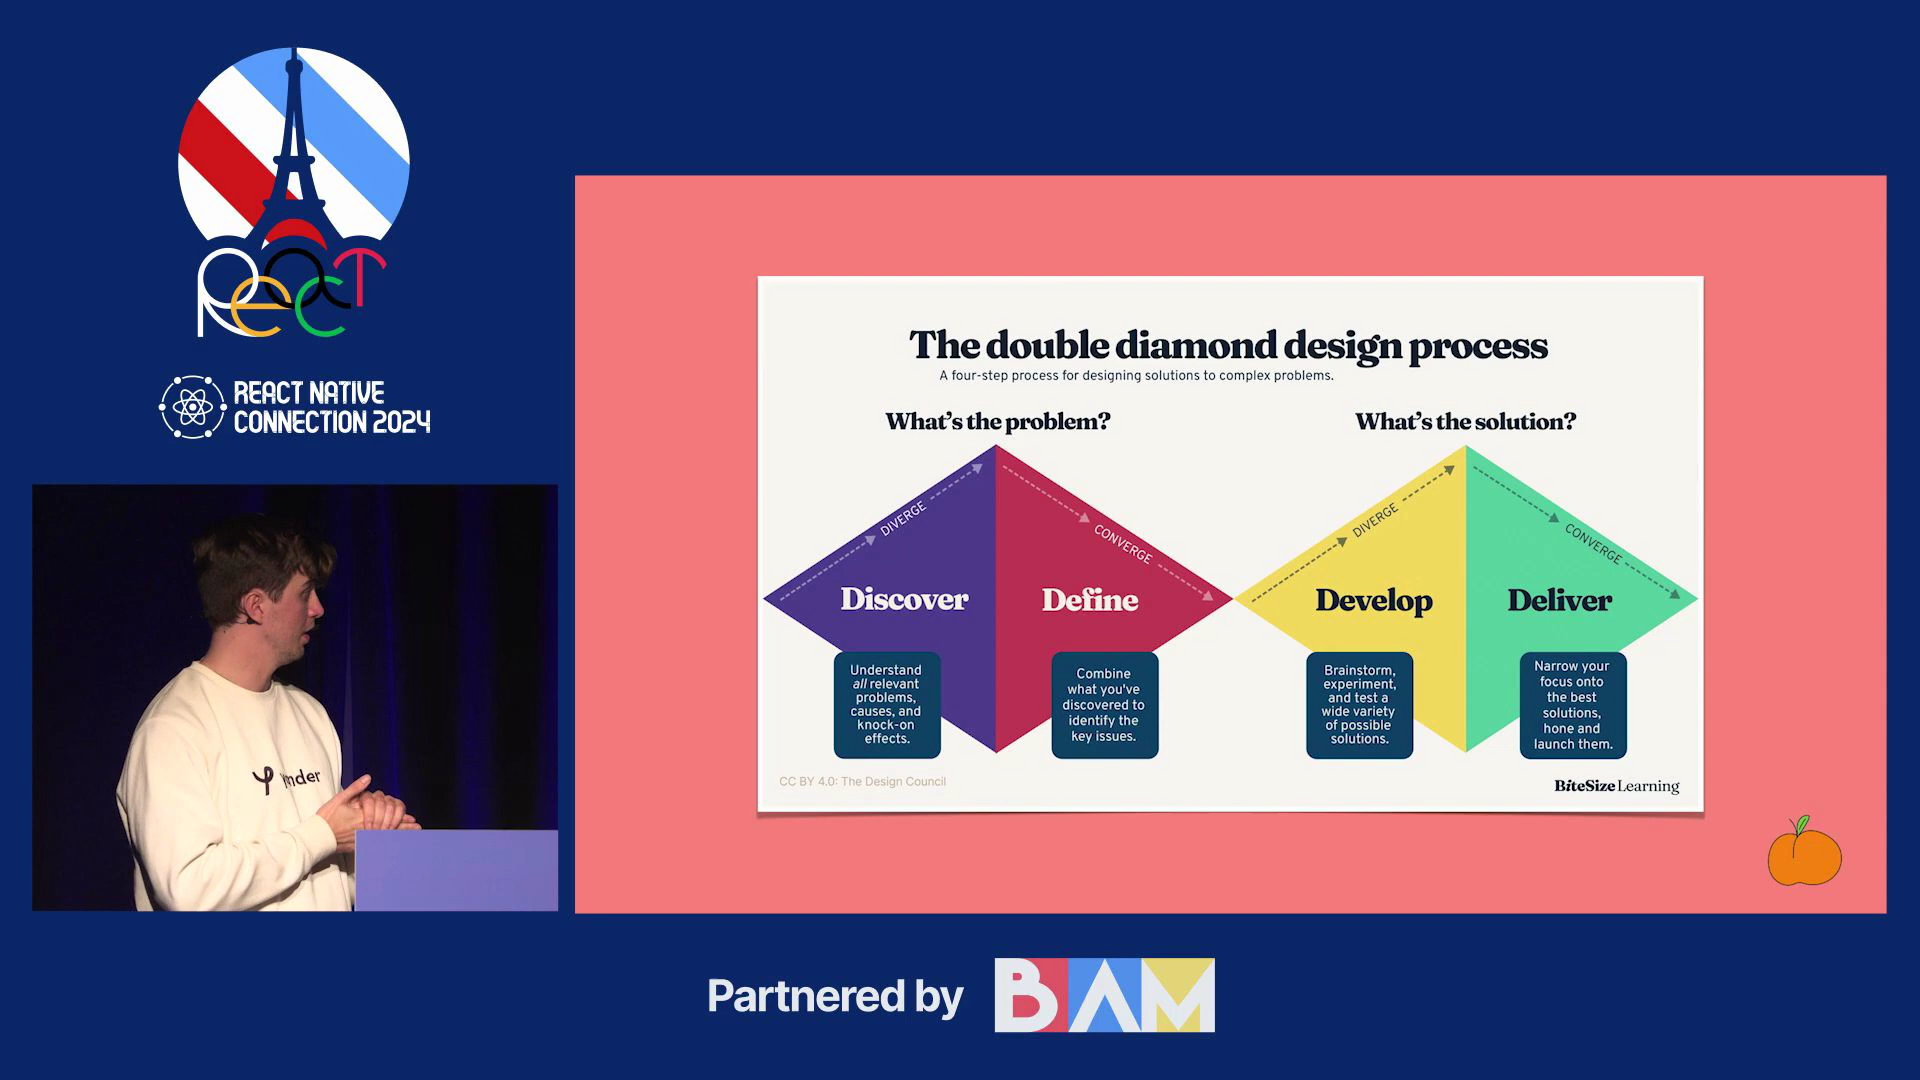 React
REACT NATIVE
CONNECTION 2024
The double diamond design process
A four-step process for designing solutions to complex problems.
What's the problem?
What's the solution?
DIVERGE
CONVERGE
DIVERGE
CONVERGE
Discover
Define
Develop
Deliver
Understand
all relevant
problems,
causes, and
knock-on
effects.
Combine
what you've
discovered to
identify the
key issues.
Brainstorm,
experiment,
and test a
wide variety
of possible
solutions.
Narrow your
focus onto
the best
solutions,
hone and
launch them.
CC BY 4.0: The Design Council
BiteSize Learning
Partnered by
BAM